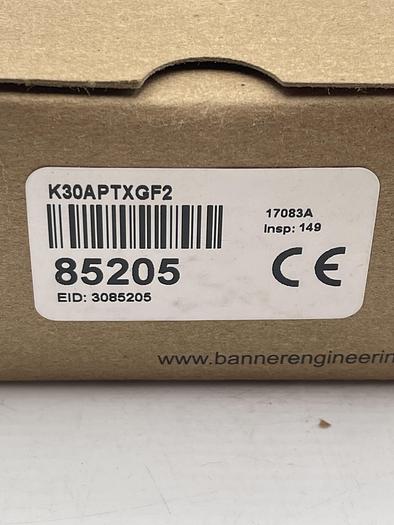 K30APTXGF2
17083A
Insp: 149
85205
EID: 3085205
CE
www.bannerengineerin